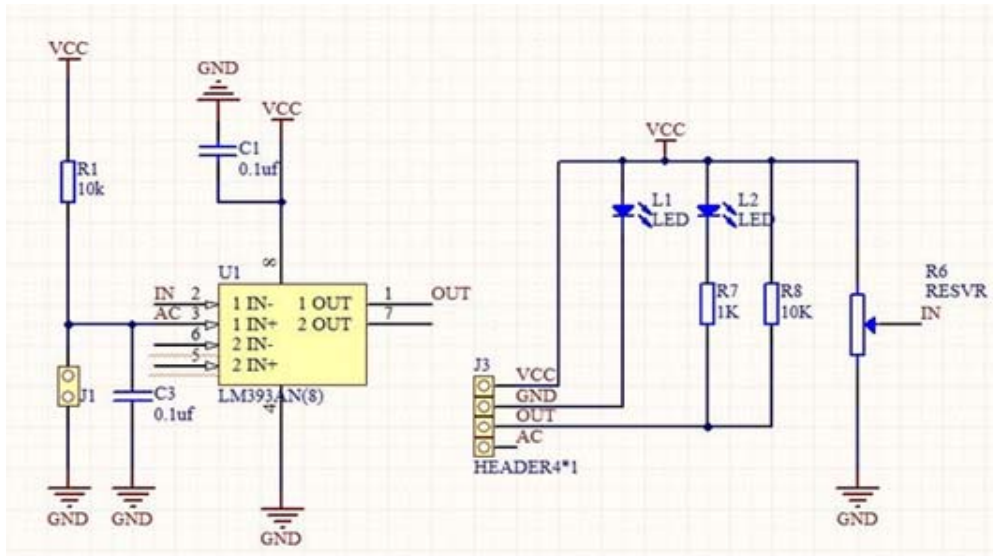 VCC
R1
10k
GND
C1
0.1uf
VCC
8
U1
IN 2
1 IN-
1 OUT
1
OUT
AC 3
1 IN+
2 OUT
7
6
2 IN-
5
2 IN+
LM393AN(8)
4
J1
C3
0.1uf
GND
GND
GND
VCC
L1
LED
L2
LED
R7
1K
R8
10K
R6
RESVR
IN
J3
VCC
GND
OUT
AC
HEADER4*1
GND